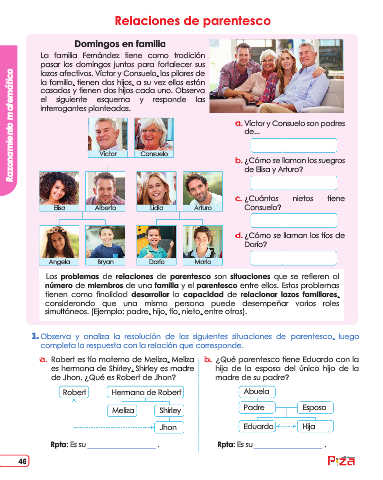 Relaciones de parentesco
Domingos en familia
La familia Fernández tiene como tradición
pasar los domingos juntos para fortalecer sus
lazos afectivos. Víctor y Consuelo, los pilares de
la familia, tienen dos hijos, a su vez ellos están
casados y tienen dos hijos cada uno. Observa
el siguiente esquema y responde las
interrogantes planteadas.
Víctor Consuelo
Elisa Alberto Lidia Arturo
Angela Bryan Darío María
a. Víctor y Consuelo son padres
de...
b. ¿Cómo se llaman los suegros
de Elisa y Arturo?
c. ¿Cuántos nietos tiene
Consuelo?
d. ¿Cómo se llaman los tíos de
Darío?
Los problemas de relaciones de parentesco son situaciones que se refieren al
número de miembros de una familia y el parentesco entre ellos. Estos problemas
tienen como finalidad desarrollar la capacidad de relacionar lazos familiares,
considerando que una misma persona puede desempeñar varios roles
simultáneos. (Ejemplo: padre, hijo, tío, nieto, entre otros).
Razonamiento matemático
1. Observa y analiza la resolución de las siguientes situaciones de parentesco, luego
completa la respuesta con la relación que corresponde.
a. Robert es tío materno de Meliza. Meliza
es hermana de Shirley. Shirley es madre
de Jhon. ¿Qué es Robert de Jhon?
Robert Hermana de Robert
Meliza Shirley
Jhon
Rpta: Es su .
b. ¿Qué parentesco tiene Eduardo con la
hija de la esposa del único hijo de la
madre de su padre?
Abuela
Padre Esposa
Eduardo Hija
Rpta: Es su .
46